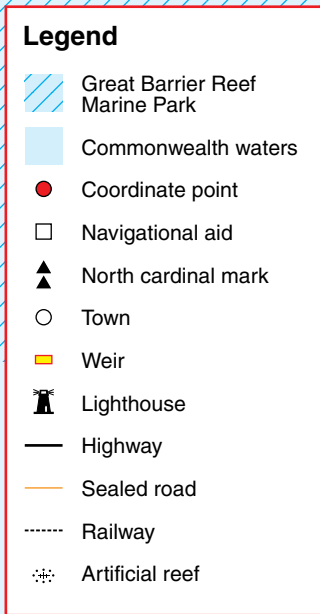 Legend
Great Barrier Reef
Marine Park
Commonwealth waters
Coordinate point
Navigational aid
North cardinal mark
Town
Weir
Lighthouse
Highway
Sealed road
Railway
Artificial reef